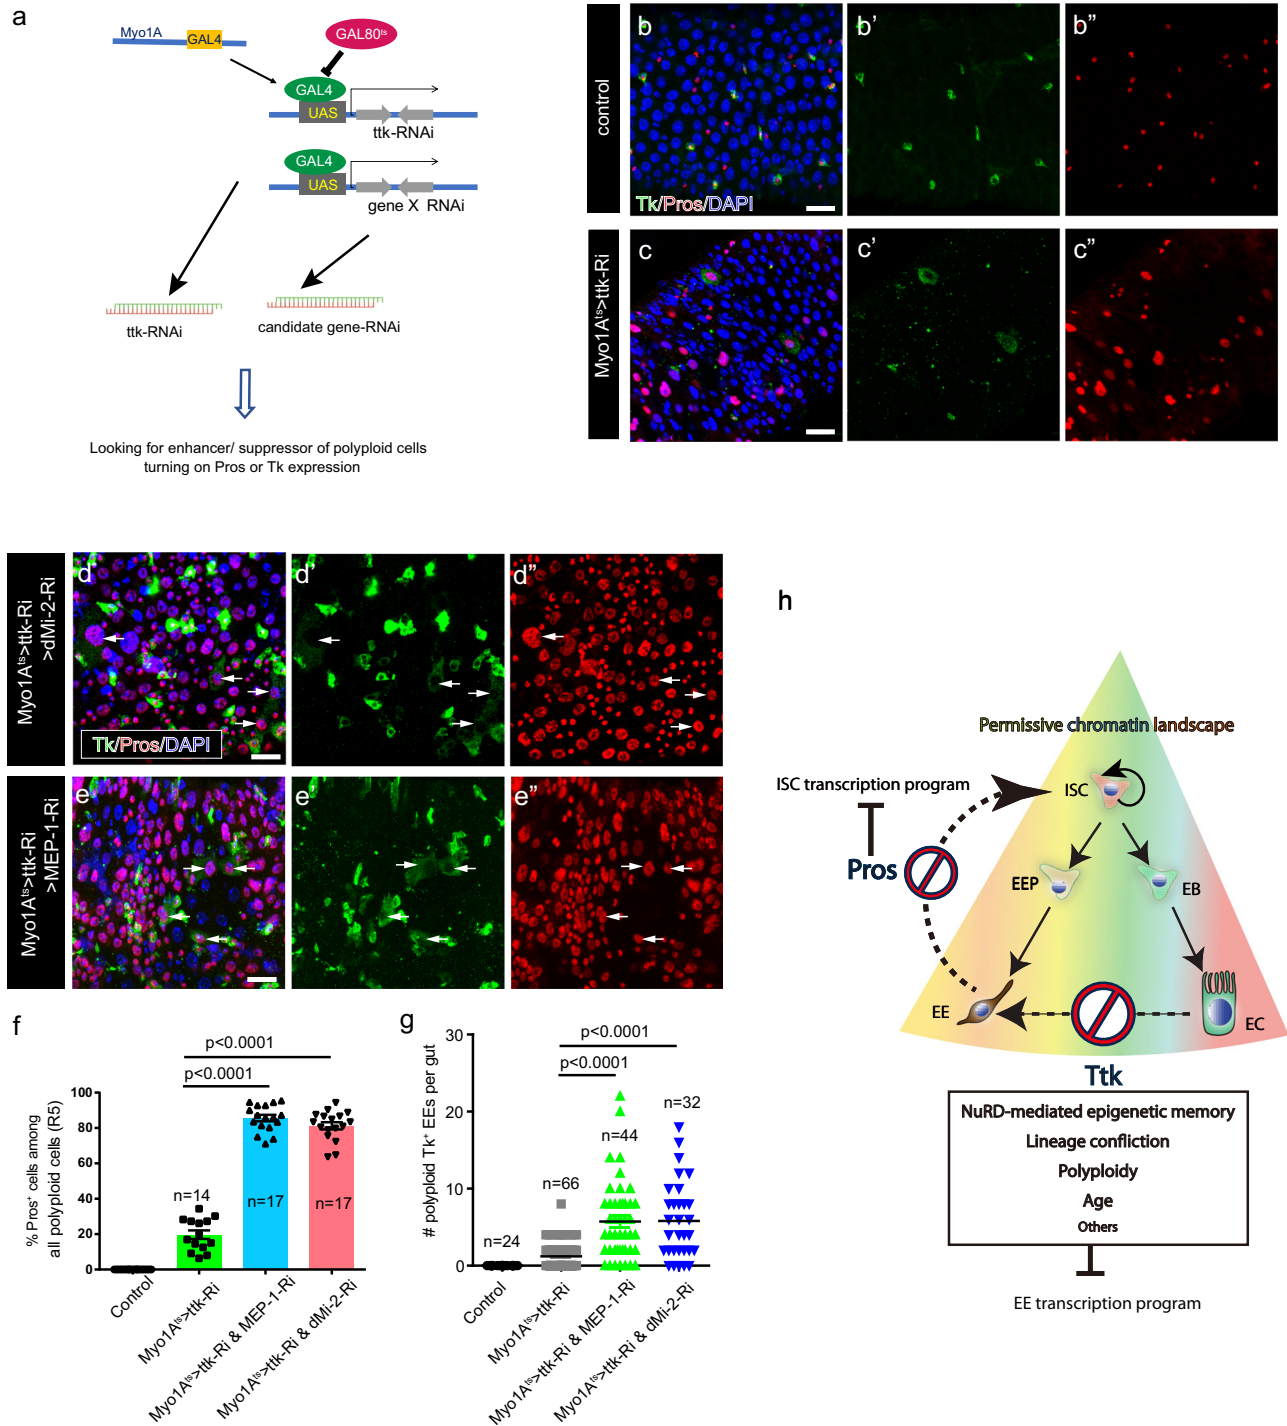 a
Myo1A
GAL4
GAL80ts
GAL4
UAS
ttk-RNAi
GAL4
UAS
gene X RNAi
ttk-RNAi
candidate gene-RNAi
Looking for enhancer/ suppressor of polyploid cells
turning on Pros or Tk expression
control
b
b'
b"
Tk/Pros/DAPI
Myo1Ats>ttk-Ri
c
c'
c"
Myo1Ats>ttk-Ri
>dMi-2-Ri
d
d'
d"
Tk/Pros/DAPI
Myo1Ats>ttk-Ri
>MEP-1-Ri
e
e'
e"
f
p<0.0001
p<0.0001
% Pros+ cells among
all polyploid cells (R5)
100
80
60
40
20
0
n=14
n=17
n=17
Control
Myo1Ats>ttk-Ri
Myo1Ats>ttk-Ri & MEP-1-Ri
Myo1Ats>ttk-Ri & dMi-2-Ri
g
# polyploid Tk+ EEs per gut
30
20
10
0
p<0.0001
p<0.0001
n=24
n=66
n=44
n=32
Control
Myo1Ats>ttk-Ri
Myo1Ats>ttk-Ri & MEP-1-Ri
Myo1Ats>ttk-Ri & dMi-2-Ri
h
Permissive chromatin landscape
ISC transcription program
ISC
Pros
EEP
EB
EE
EC
Ttk
NuRD-mediated epigenetic memory
Lineage confliction
Polyploidy
Age
Others
EE transcription program